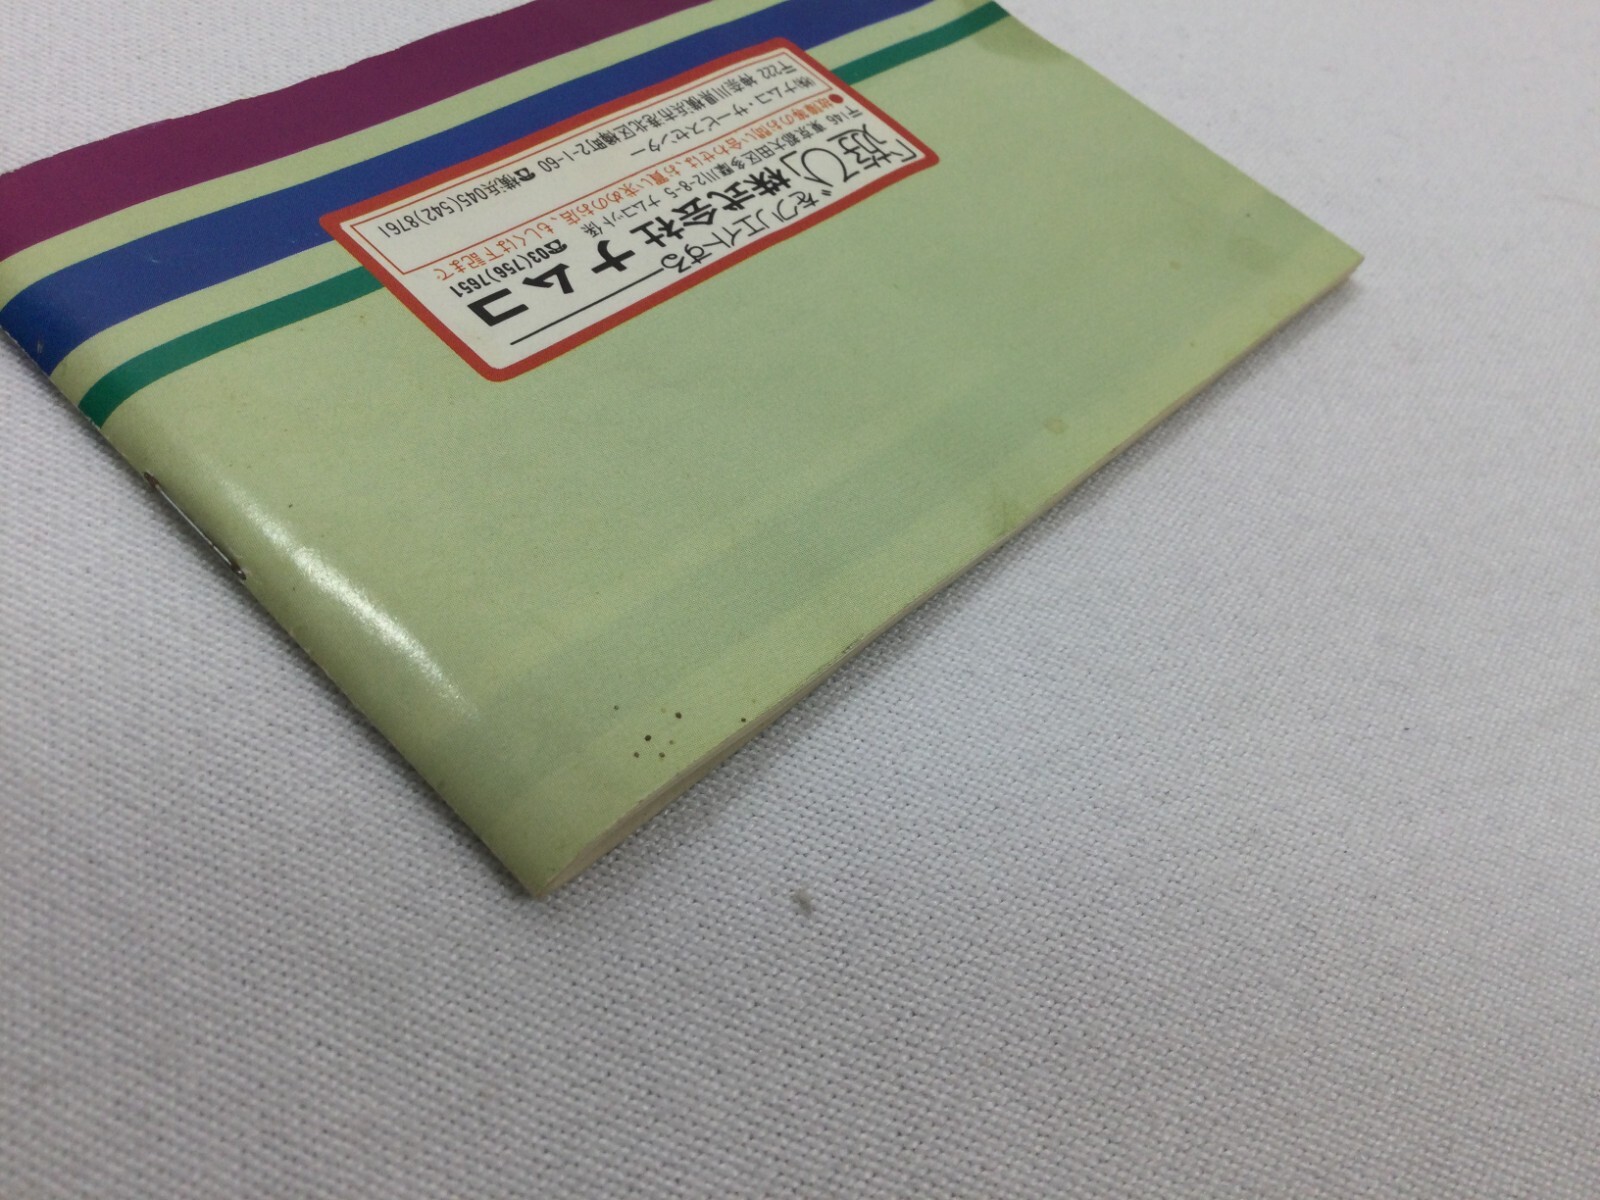 「遊び」をクリエイトする━━
株式会社ナムコ
〒146 東京都大田区多摩川2-8-5 ナムコット係 ☎03(756)7651
●故障等のお問い合わせは、お買い求めのお店、もしくは下記まで
㈱ナムコ・サービスセンター
〒222 神奈川県横浜市港北区樽町2-1-60 ☎横浜045(542)8761